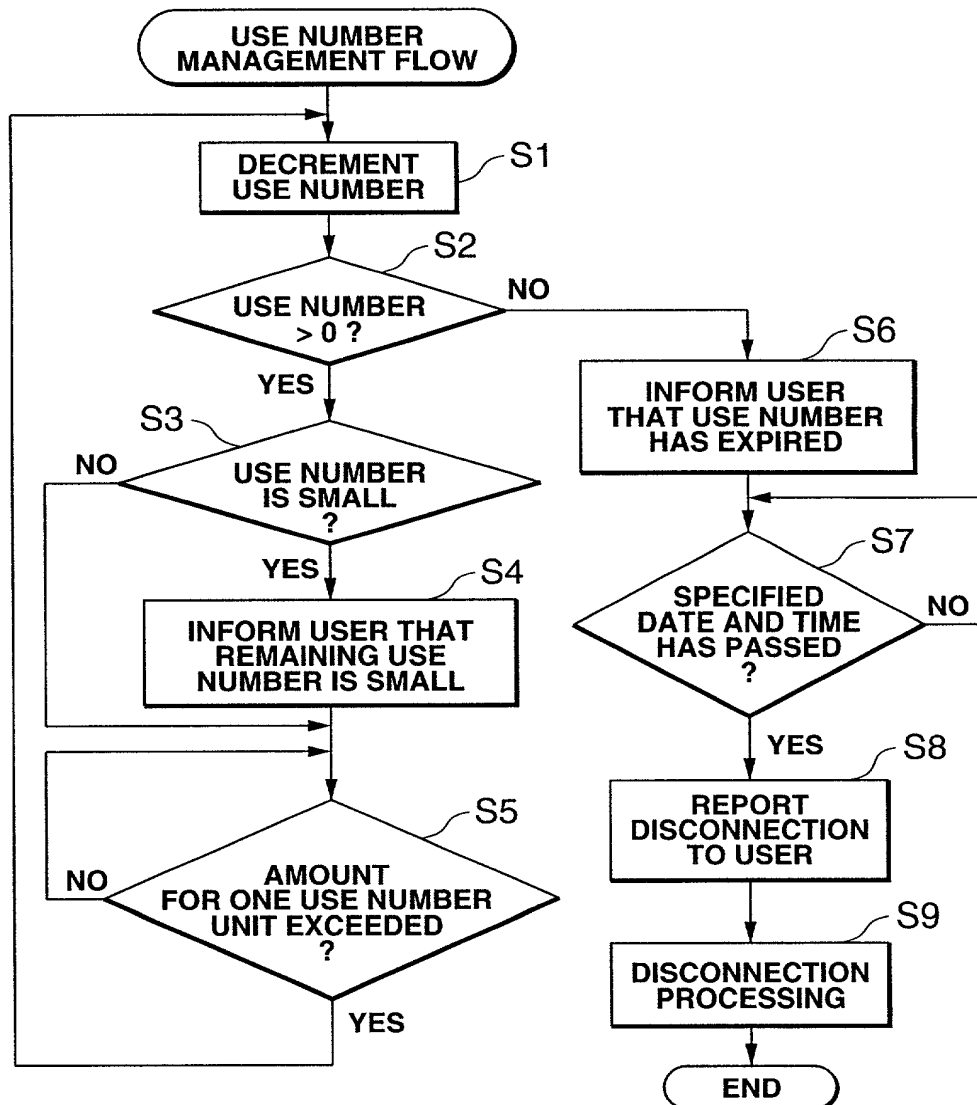 USE NUMBER
MANAGEMENT FLOW
DECREMENT
USE NUMBER
S1
S2
USE NUMBER
> 0 ?
NO
YES
S3
NO
USE NUMBER
IS SMALL
?
YES
S4
INFORM USER THAT
REMAINING USE
NUMBER IS SMALL
S5
NO
AMOUNT
FOR ONE USE NUMBER
UNIT EXCEEDED
?
YES
S6
INFORM USER
THAT USE NUMBER
HAS EXPIRED
S7
SPECIFIED
DATE AND TIME
HAS PASSED
?
NO
YES
S8
REPORT
DISCONNECTION
TO USER
S9
DISCONNECTION
PROCESSING
END